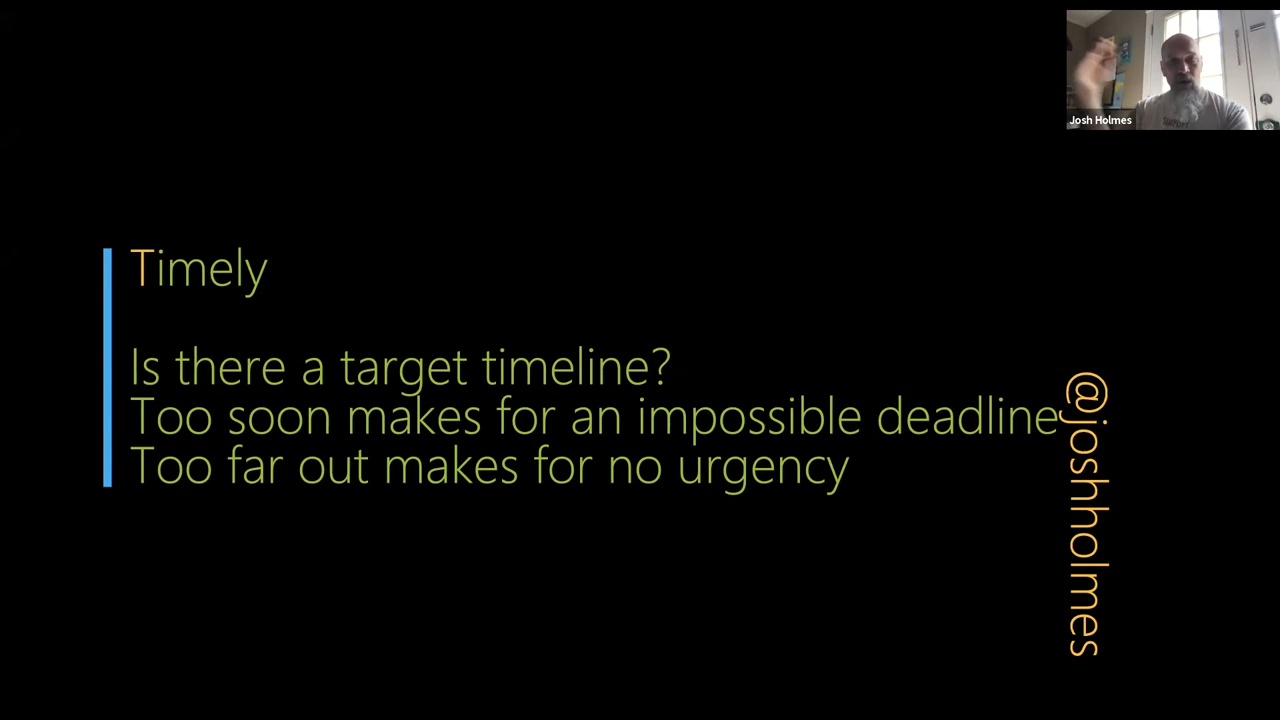 Josh Holmes
Timely
Is there a target timeline?
Too soon makes for an impossible deadline
Too far out makes for no urgency
@joshholmes